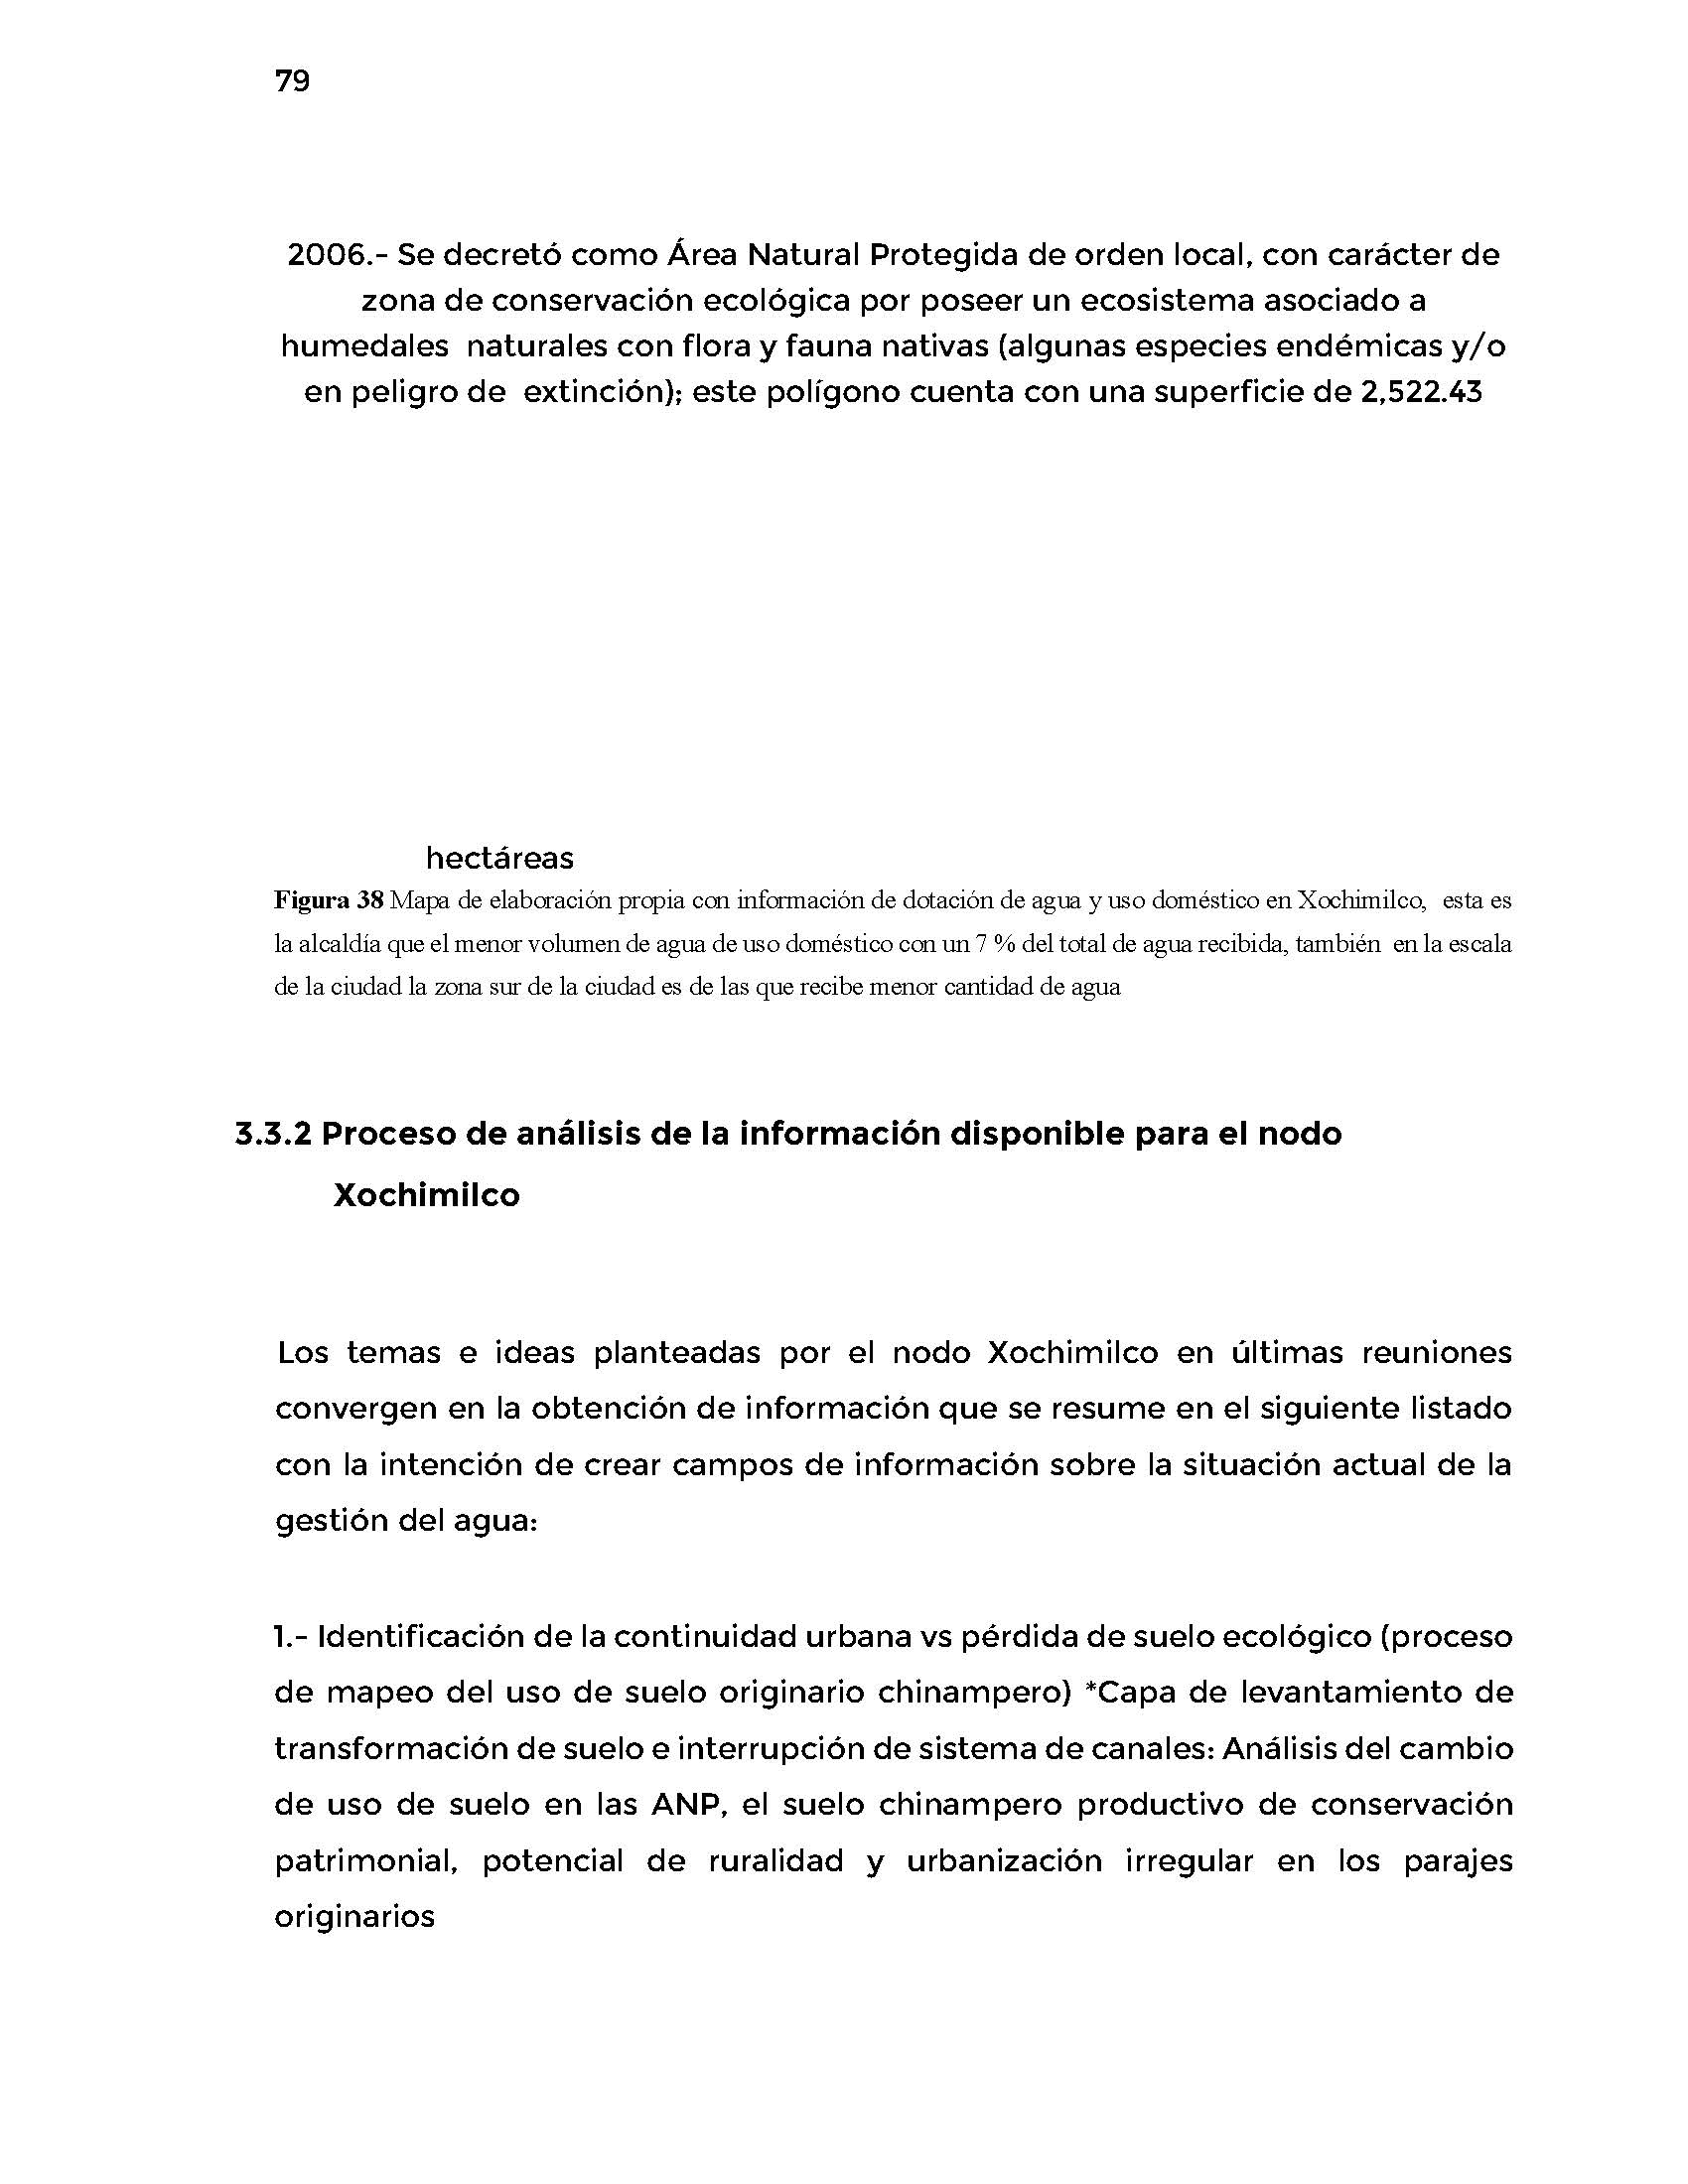 79
2006.- Se decretó como Área Natural Protegida de orden local, con carácter de
zona de conservación ecológica por poseer un ecosistema asociado a
humedales naturales con flora y fauna nativas (algunas especies endémicas y/o
en peligro de extinción); este polígono cuenta con una superficie de 2,522.43
hectáreas
Figura 38 Mapa de elaboración propia con información de dotación de agua y uso doméstico en Xochimilco, esta es
la alcaldía que el menor volumen de agua de uso doméstico con un 7 % del total de agua recibida, también en la escala
de la ciudad la zona sur de la ciudad es de las que recibe menor cantidad de agua
3.3.2 Proceso de análisis de la información disponible para el nodo
Xochimilco
Los temas e ideas planteadas por el nodo Xochimilco en últimas reuniones
convergen en la obtención de información que se resume en el siguiente listado
con la intención de crear campos de información sobre la situación actual de la
gestión del agua:
1.- Identificación de la continuidad urbana vs pérdida de suelo ecológico (proceso
de mapeo del uso de suelo originario chinampero) *Capa de levantamiento de
transformación de suelo e interrupción de sistema de canales: Análisis del cambio
de uso de suelo en las ANP, el suelo chinampero productivo de conservación
patrimonial, potencial de ruralidad y urbanización irregular en los parajes
originarios